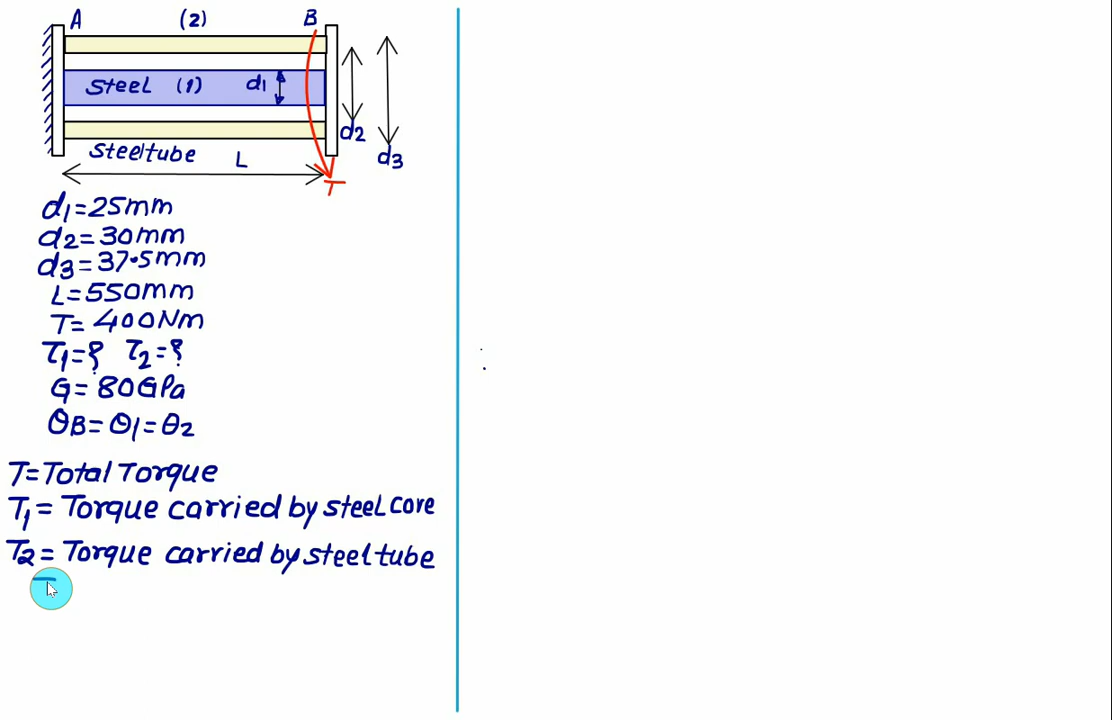 A (2) B
Steel (1) d1
d2
Steeltube L
d3
T
d1=25mm
d2=30mm
d3=37.5mm
L=550mm
T=400Nm
τ1=? τ2=?
G=80GPa
θB=θ1=θ2
T=Total Torque
T1=Torque carried by steel core
T2=Torque carried by steel tube